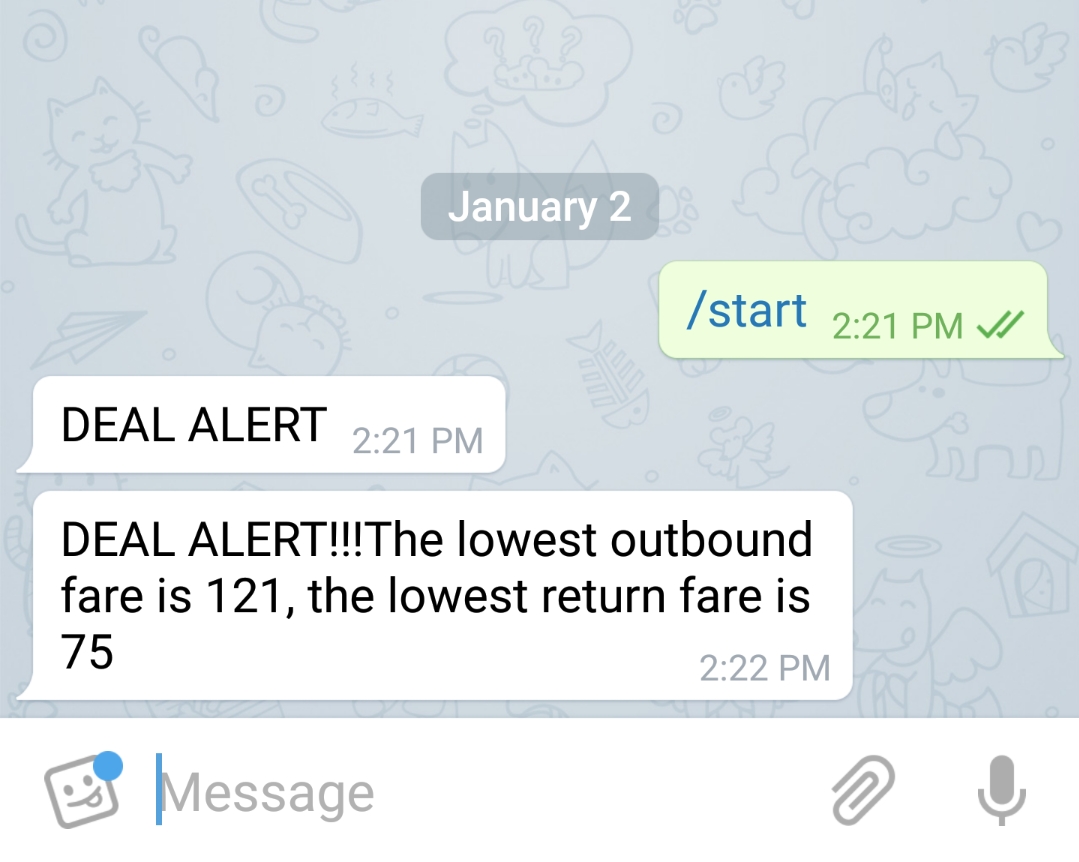 January 2
/start 2:21 PM
DEAL ALERT 2:21 PM
DEAL ALERT!!!The lowest outbound
fare is 121, the lowest return fare is
75
2:22 PM
Message